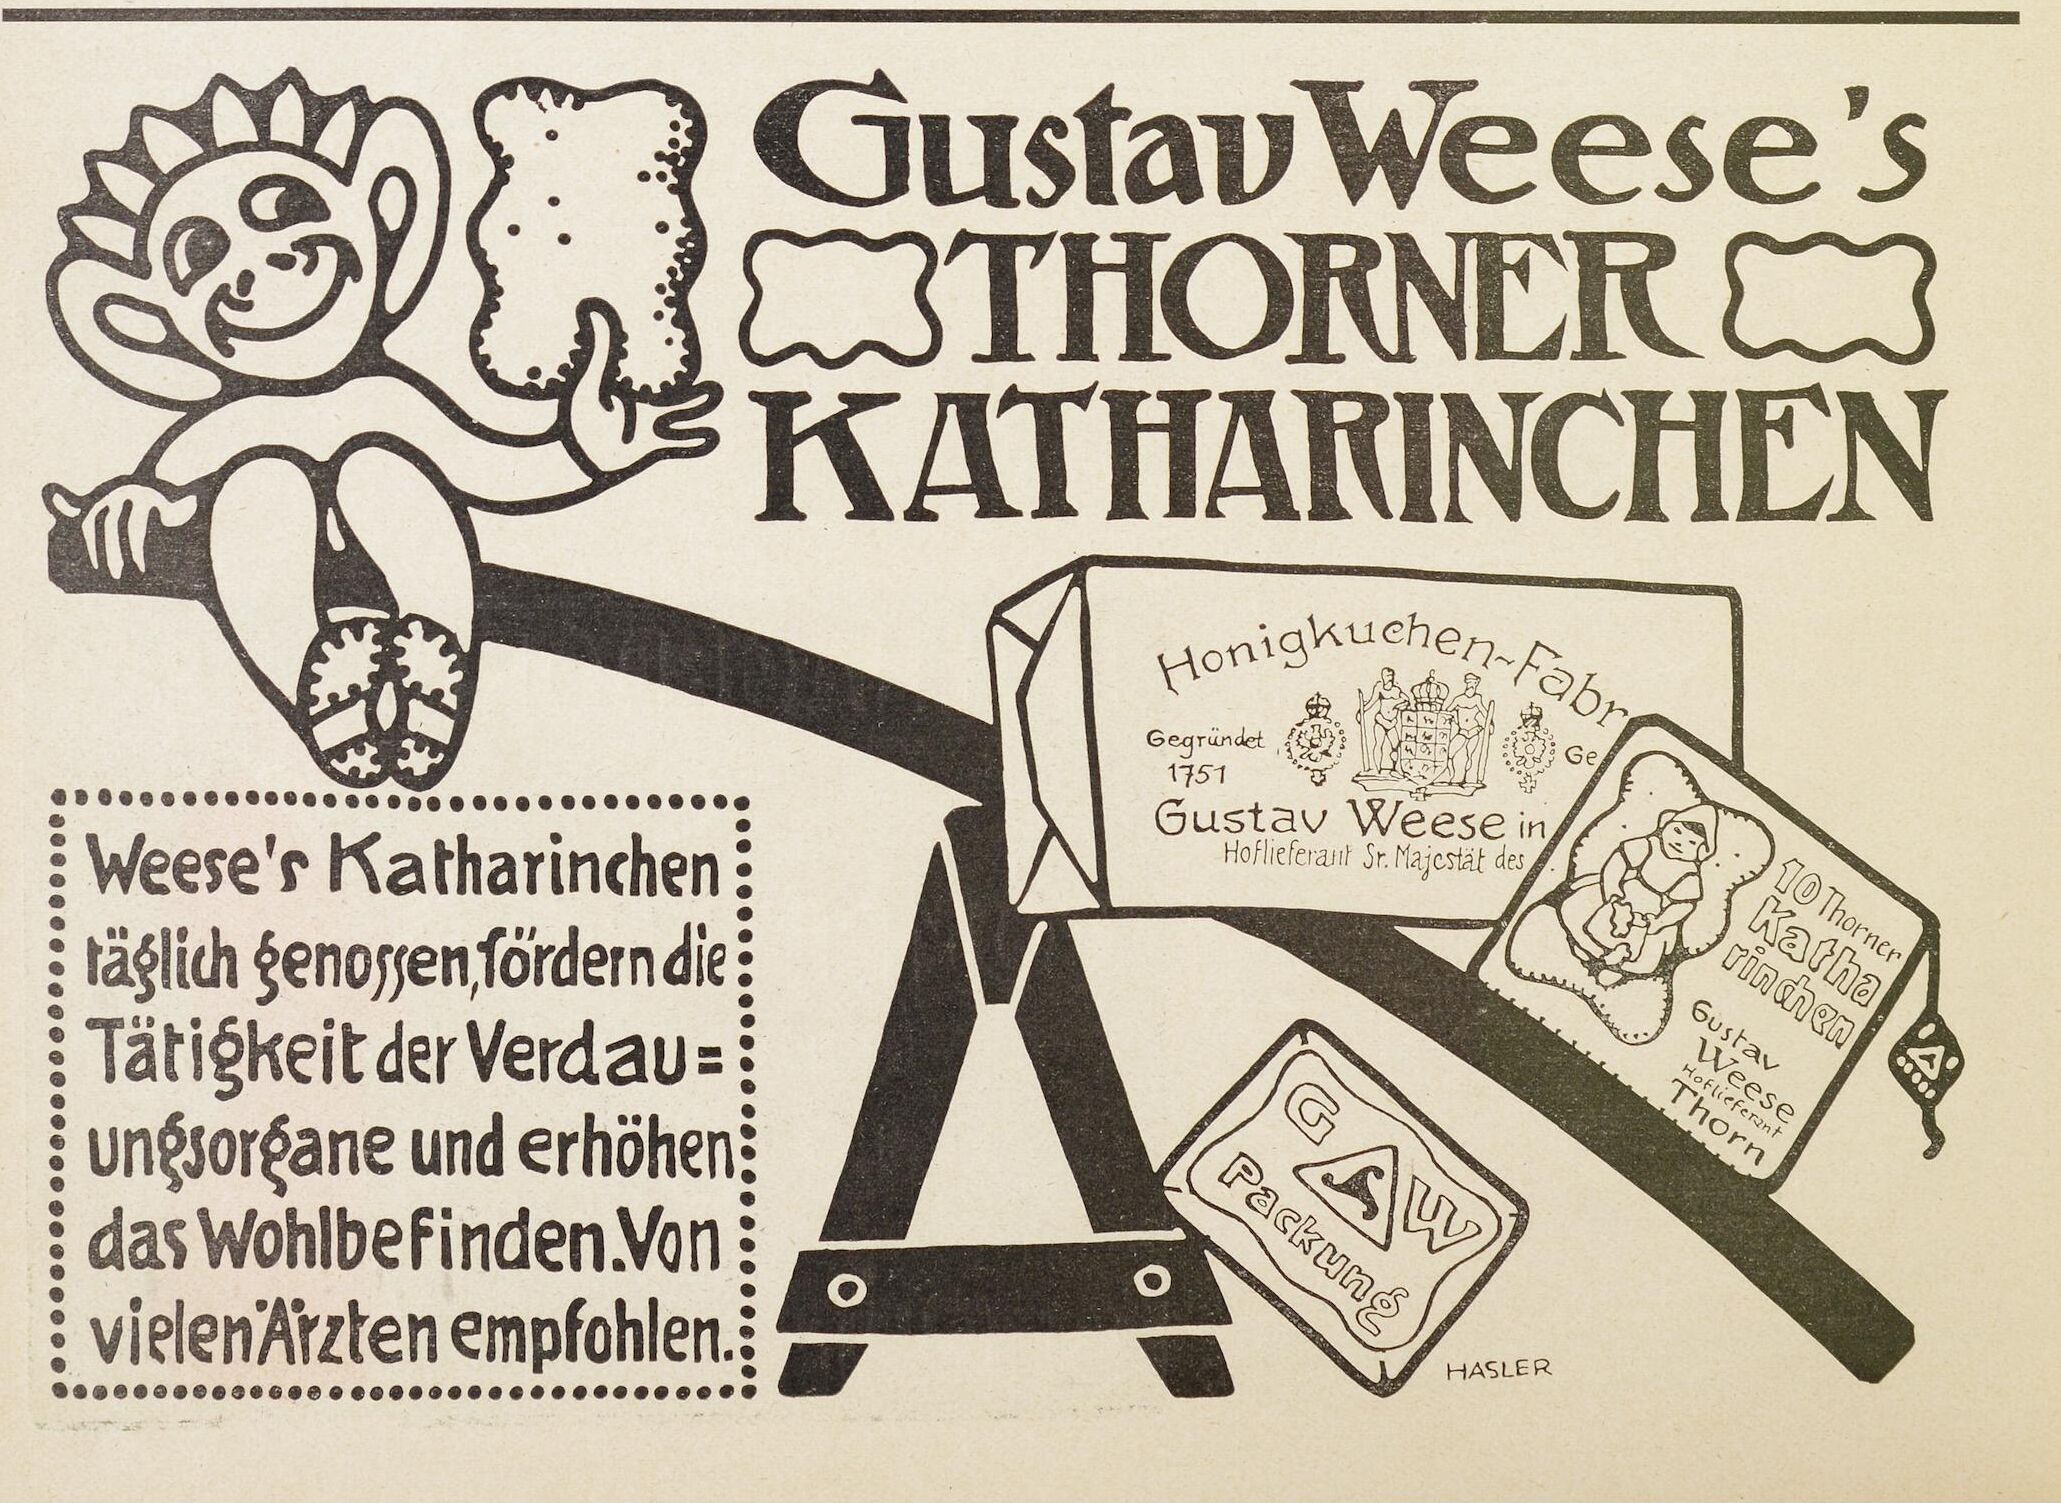 Gustav Weese's
THORNER
KATHARINCHEN
Honigkuchen-Fabr
Gegründet
1751
Ge
Gustav Weese in
Hoflieferant Sr. Majestät des
10 Thorner
Katha
rinchen
Gustav
Weese
Hoflieferant
Thorn
G W
Packung
HASLER
Weese's Katharinchen
täglich genossen, fördern die
Tätigkeit der Verdau=
ungsorgane und erhöhen
das Wohlbefinden. Von
vielen Ärzten empfohlen.